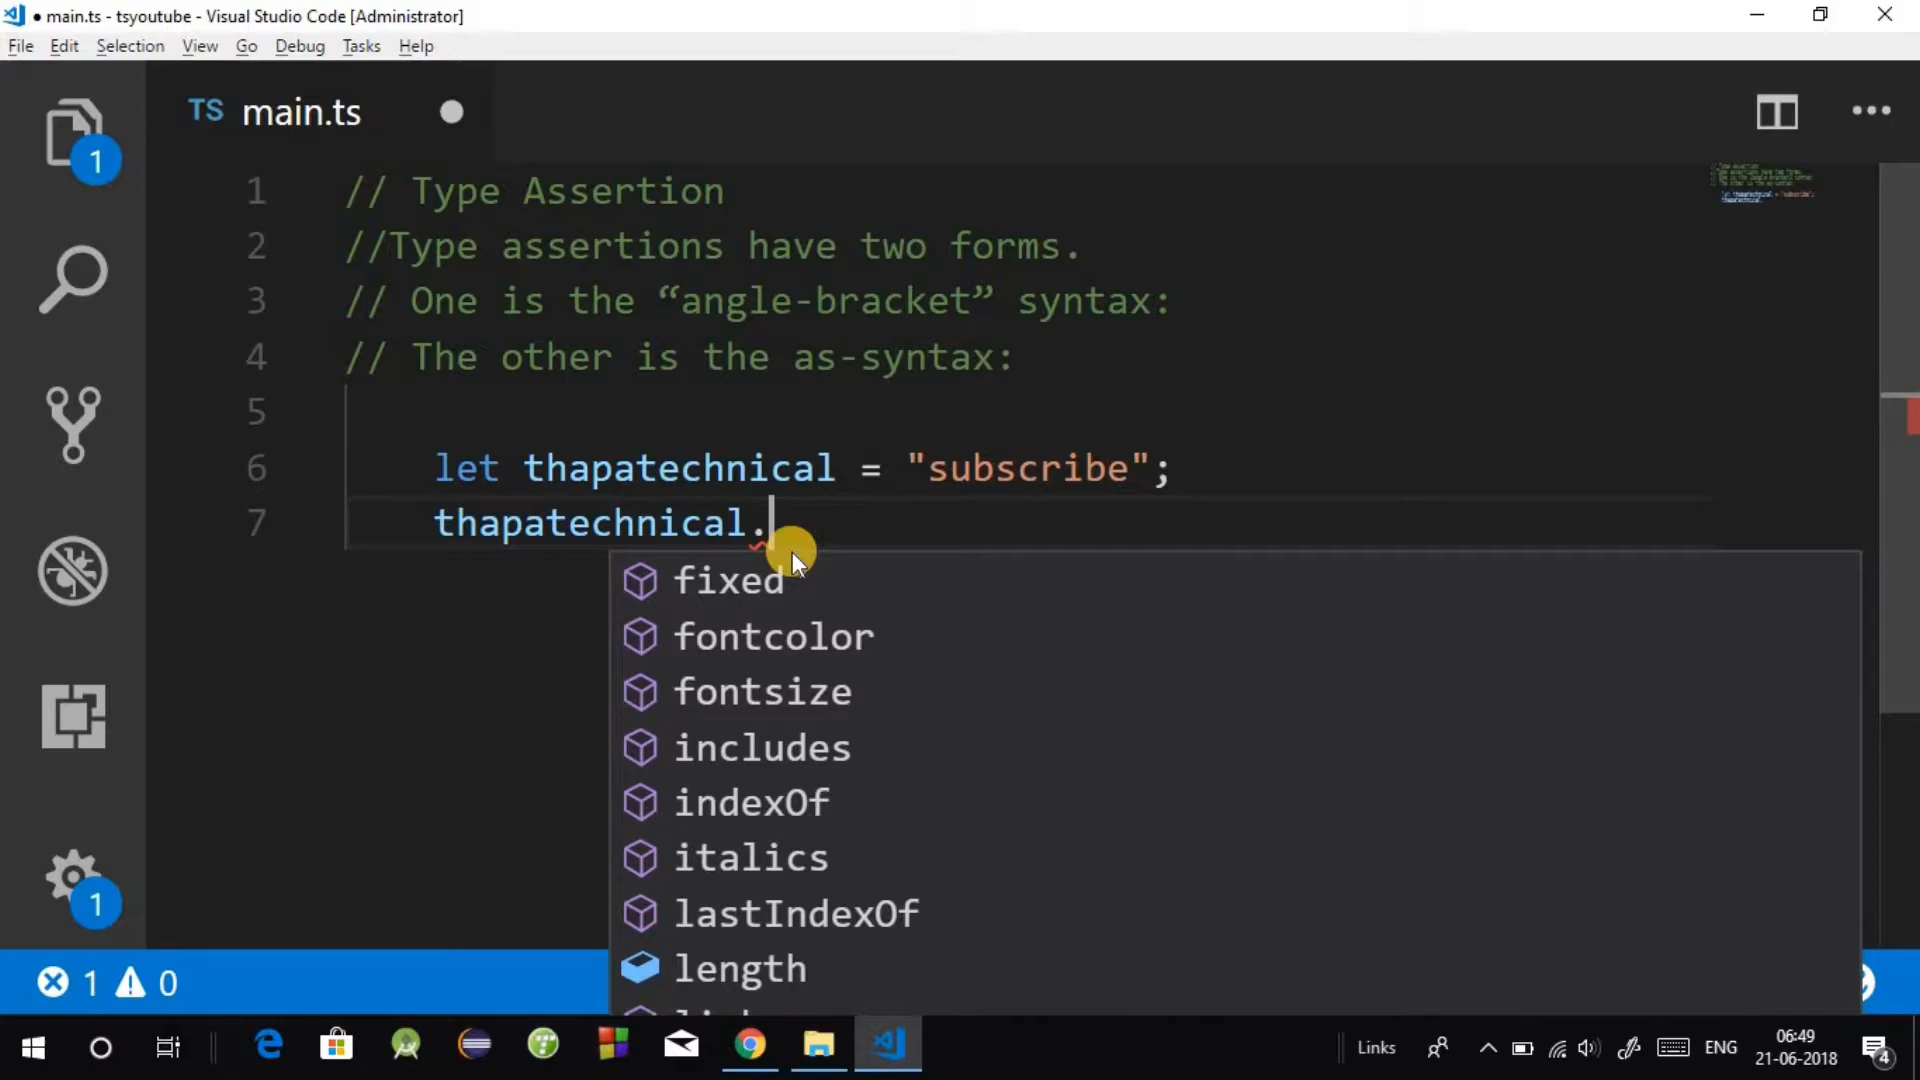 main.ts - tsyoutube - Visual Studio Code [Administrator]
File Edit Selection View Go Debug Tasks Help
TS main.ts
1 // Type Assertion
2 //Type assertions have two forms.
3 // One is the “angle-bracket” syntax:
4 // The other is the as-syntax:
5
6 let thapatechnical = "subscribe";
7 thapatechnical.
fixed
fontcolor
fontsize
includes
indexOf
italics
lastIndexOf
length
1
1
1 0
Links ENG 06:49
21-06-2018
4